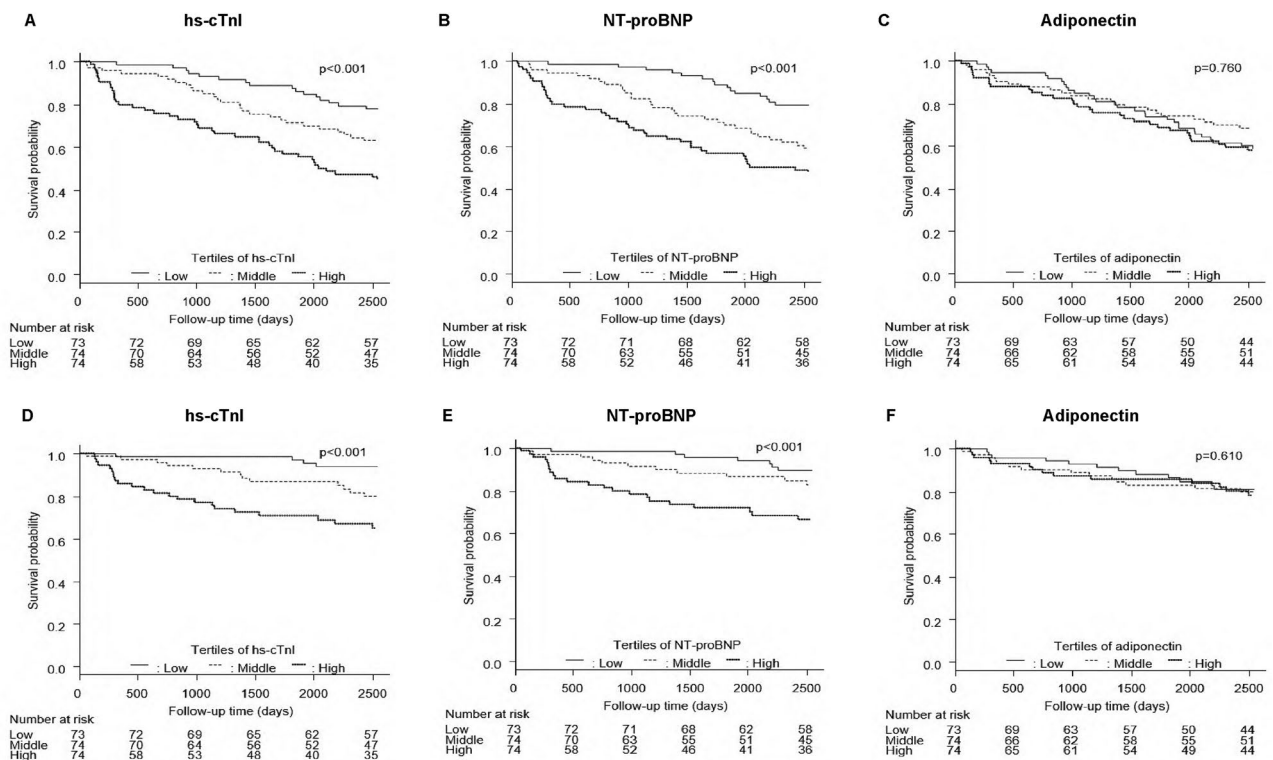 A
hs-cTnI
p<0.001
1.0
0.8
0.6
0.4
0.2
0.0
Survival probability
Tertiles of hs-cTnI
: Low : Middle : High
0 500 1000 1500 2000 2500
Follow-up time (days)
Number at risk
Low 73 72 69 65 62 57
Middle 74 70 64 56 52 47
High 74 58 53 48 40 35
B
NT-proBNP
p<0.001
1.0
0.8
0.6
0.4
0.2
0.0
Survival probability
Tertiles of NT-proBNP
: Low : Middle : High
0 500 1000 1500 2000 2500
Follow-up time (days)
Number at risk
Low 73 72 71 68 62 58
Middle 74 70 63 55 51 45
High 74 58 52 46 41 36
C
Adiponectin
p=0.760
1.0
0.8
0.6
0.4
0.2
0.0
Survival probability
Tertiles of adiponectin
: Low : Middle : High
0 500 1000 1500 2000 2500
Follow-up time (days)
Number at risk
Low 73 69 63 57 50 44
Middle 74 66 62 58 55 51
High 74 65 61 54 49 44
D
hs-cTnI
p<0.001
1.0
0.8
0.6
0.4
0.2
0.0
Survival probability
Tertiles of hs-cTnI
: Low : Middle : High
0 500 1000 1500 2000 2500
Follow-up time (days)
Number at risk
Low 73 72 69 65 62 57
Middle 74 70 64 56 52 47
High 74 58 53 48 40 35
E
NT-proBNP
p<0.001
1.0
0.8
0.6
0.4
0.2
0.0
Survival probability
Tertiles of NT-proBNP
: Low : Middle : High
0 500 1000 1500 2000 2500
Follow-up time (days)
Number at risk
Low 73 72 71 68 62 58
Middle 74 70 63 55 51 45
High 74 58 52 46 41 36
F
Adiponectin
p=0.610
1.0
0.8
0.6
0.4
0.2
0.0
Survival probability
Tertiles of adiponectin
: Low : Middle : High
0 500 1000 1500 2000 2500
Follow-up time (days)
Number at risk
Low 73 69 63 57 50 44
Middle 74 66 62 58 55 51
High 74 65 61 54 49 44